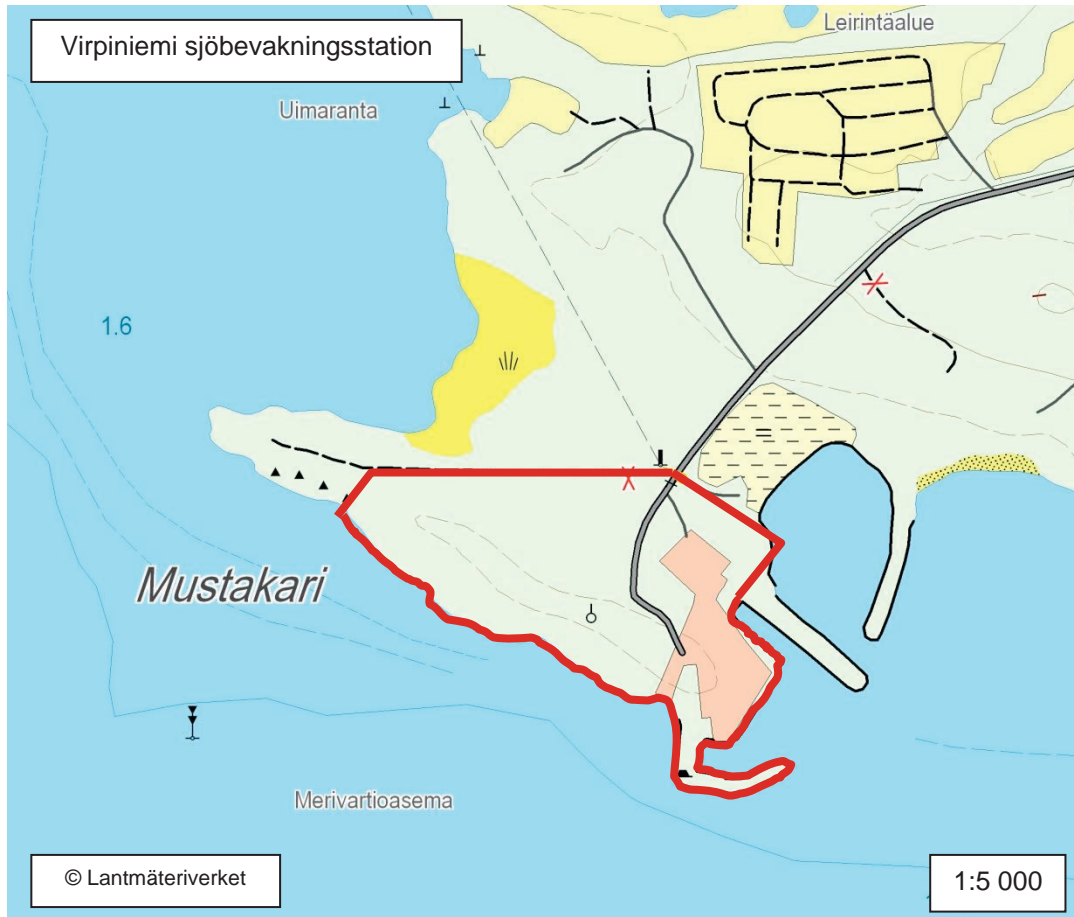 Virpiniemi sjöbevakningsstation
Leirintäalue
Uimaranta
1.6
Mustakari
Merivartioasema
© Lantmäteriverket
1:5 000